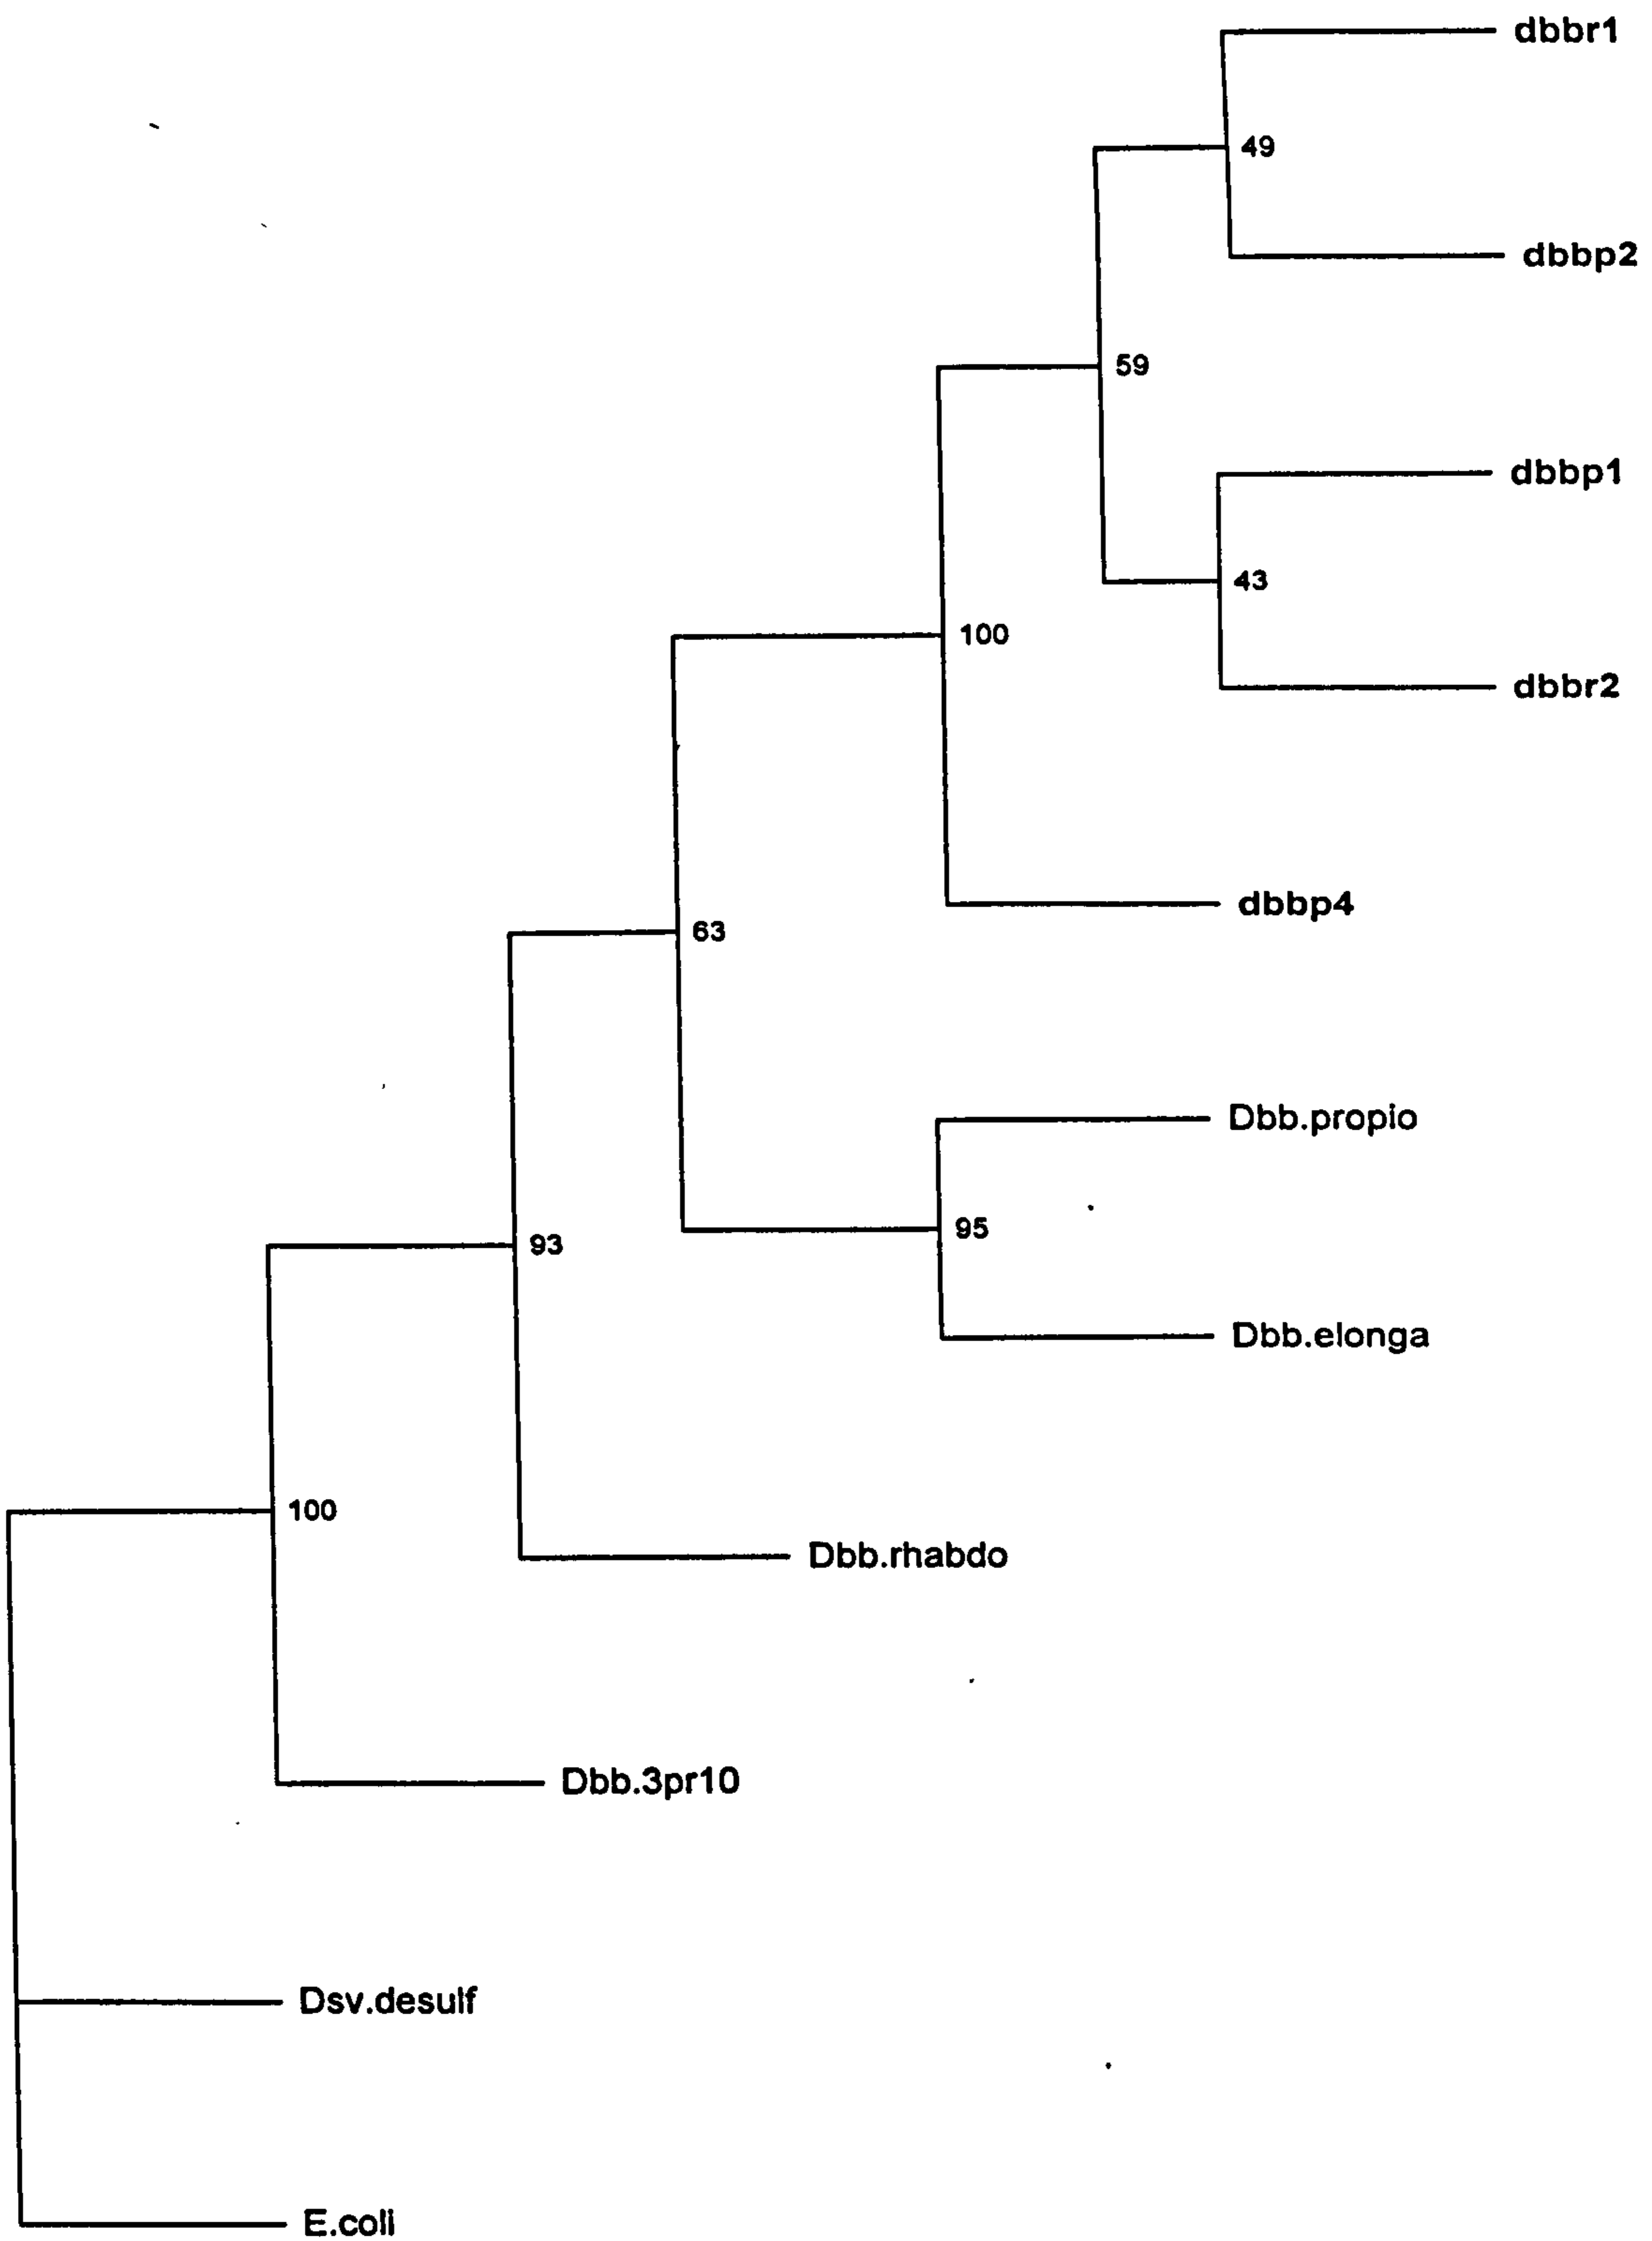 dbbr1
49
dbbp2
59
dbbp1
43
dbbr2
100
dbbp4
63
Dbb.propio
95
Dbb.elonga
93
Dbb.rhabdo
100
Dbb.3pr10
Dsv.desulf
E.coli